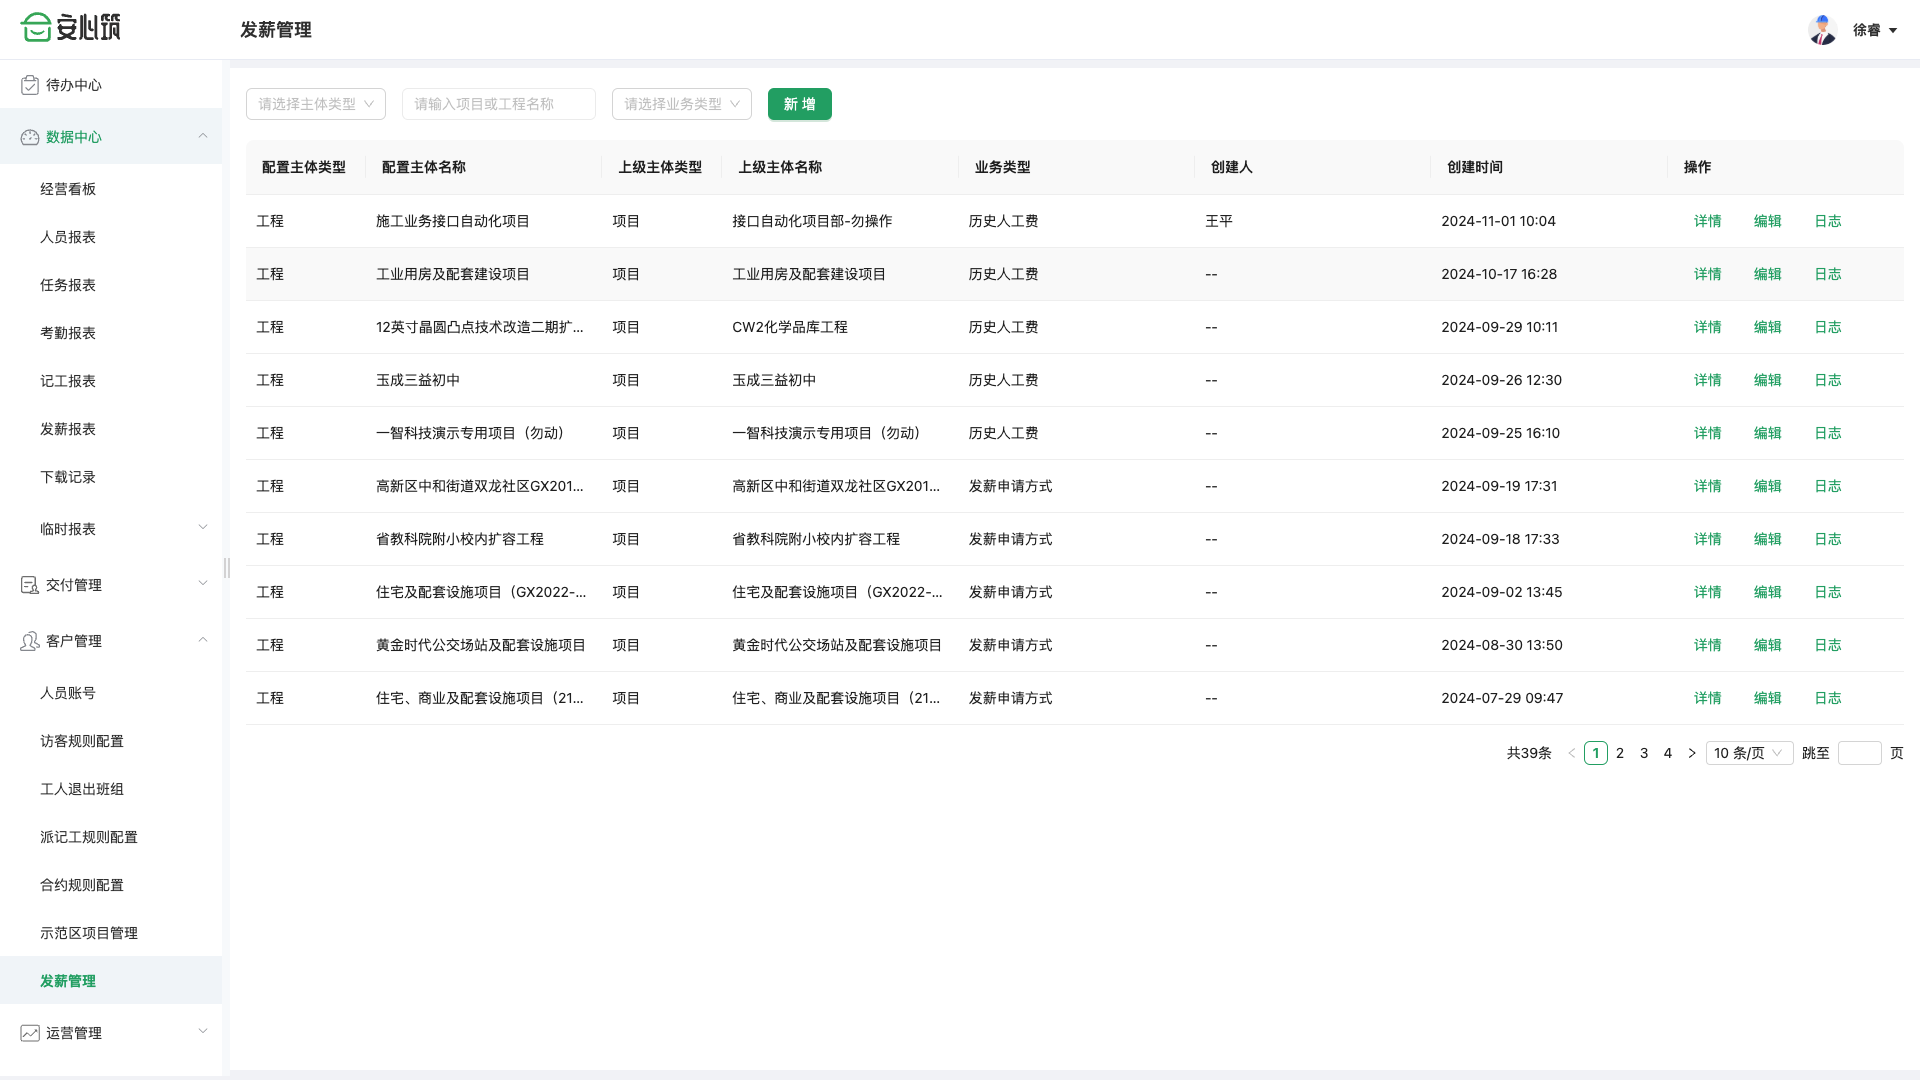 安心筑
发薪管理
徐睿
待办中心
数据中心
经营看板
人员报表
任务报表
考勤报表
记工报表
发薪报表
下载记录
临时报表
交付管理
客户管理
人员账号
访客规则配置
工人退出班组
派记工规则配置
合约规则配置
示范区项目管理
发薪管理
运营管理
请选择主体类型 请输入项目或工程名称 请选择业务类型 新 增
配置主体类型 配置主体名称 上级主体类型 上级主体名称 业务类型 创建人 创建时间 操作
工程 施工业务接口自动化项目 项目 接口自动化项目部-勿操作 历史人工费 王平 2024-11-01 10:04 详情 编辑 日志
工程 工业用房及配套建设项目 项目 工业用房及配套建设项目 历史人工费 -- 2024-10-17 16:28 详情 编辑 日志
工程 12英寸晶圆凸点技术改造二期扩... 项目 CW2化学品库工程 历史人工费 -- 2024-09-29 10:11 详情 编辑 日志
工程 玉成三益初中 项目 玉成三益初中 历史人工费 -- 2024-09-26 12:30 详情 编辑 日志
工程 一智科技演示专用项目（勿动） 项目 一智科技演示专用项目（勿动） 历史人工费 -- 2024-09-25 16:10 详情 编辑 日志
工程 高新区中和街道双龙社区GX201... 项目 高新区中和街道双龙社区GX201... 发薪申请方式 -- 2024-09-19 17:31 详情 编辑 日志
工程 省教科院附小校内扩容工程 项目 省教科院附小校内扩容工程 发薪申请方式 -- 2024-09-18 17:33 详情 编辑 日志
工程 住宅及配套设施项目（GX2022-... 项目 住宅及配套设施项目（GX2022-... 发薪申请方式 -- 2024-09-02 13:45 详情 编辑 日志
工程 黄金时代公交场站及配套设施项目 项目 黄金时代公交场站及配套设施项目 发薪申请方式 -- 2024-08-30 13:50 详情 编辑 日志
工程 住宅、商业及配套设施项目（21... 项目 住宅、商业及配套设施项目（21... 发薪申请方式 -- 2024-07-29 09:47 详情 编辑 日志
共39条 < 1 2 3 4 > 10 条/页 跳至 页